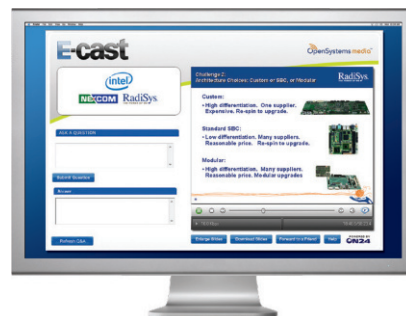 E-cast
OpenSystems media
intel
NEXCOM RadiSys
Challenge 2:
Architecture Choices: Custom or SBC, or Modular
RadiSys
Custom:
• High differentiation. One supplier.
Expensive. Re-spin to upgrade.
ASK A QUESTION
Standard SBC:
• Low differentiation. Many suppliers.
Reasonable price. Re-spin to upgrade.
Submit Question
Modular:
• High differentiation. Many suppliers.
Reasonable price. Modular upgrades
Refresh Q&A
Enlarge Slides
Download Slides
Forward to a Friend
Help
POWERED BY
ON24